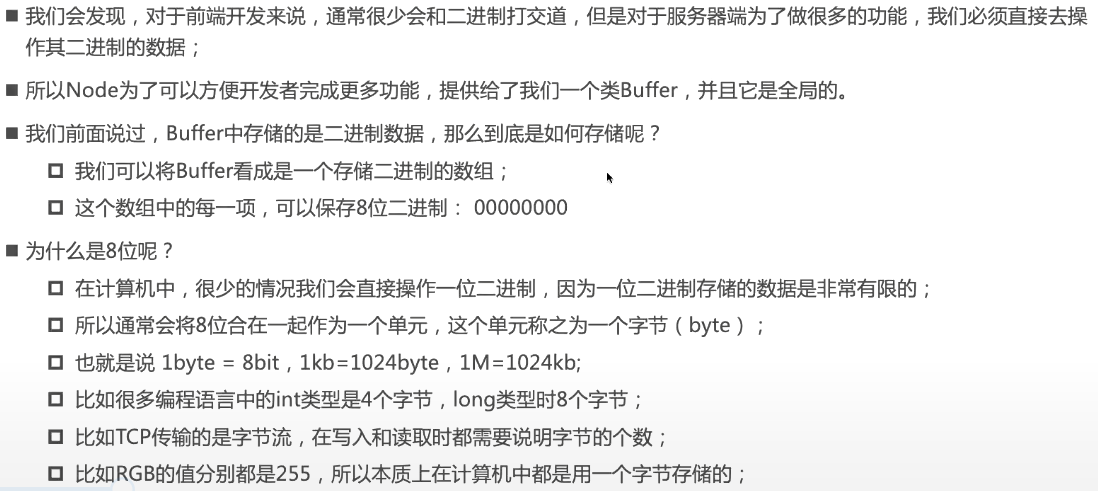 我们会发现，对于前端开发来说，通常很少会和二进制打交道，但是对于服务器端为了做很多的功能，我们必须直接去操
作其二进制的数据；
所以Node为了可以方便开发者完成更多功能，提供给了我们一个类Buffer，并且它是全局的。
我们前面说过，Buffer中存储的是二进制数据，那么到底是如何存储呢？
我们可以将Buffer看成是一个存储二进制的数组；
这个数组中的每一项，可以保存8位二进制： 00000000
为什么是8位呢？
在计算机中，很少的情况我们会直接操作一位二进制，因为一位二进制存储的数据是非常有限的；
所以通常会将8位合在一起作为一个单元，这个单元称之为一个字节（byte）；
也就是说 1byte = 8bit，1kb=1024byte，1M=1024kb;
比如很多编程语言中的int类型是4个字节，long类型时8个字节；
比如TCP传输的是字节流，在写入和读取时都需要说明字节的个数；
比如RGB的值分别都是255，所以本质上在计算机中都是用一个字节存储的；